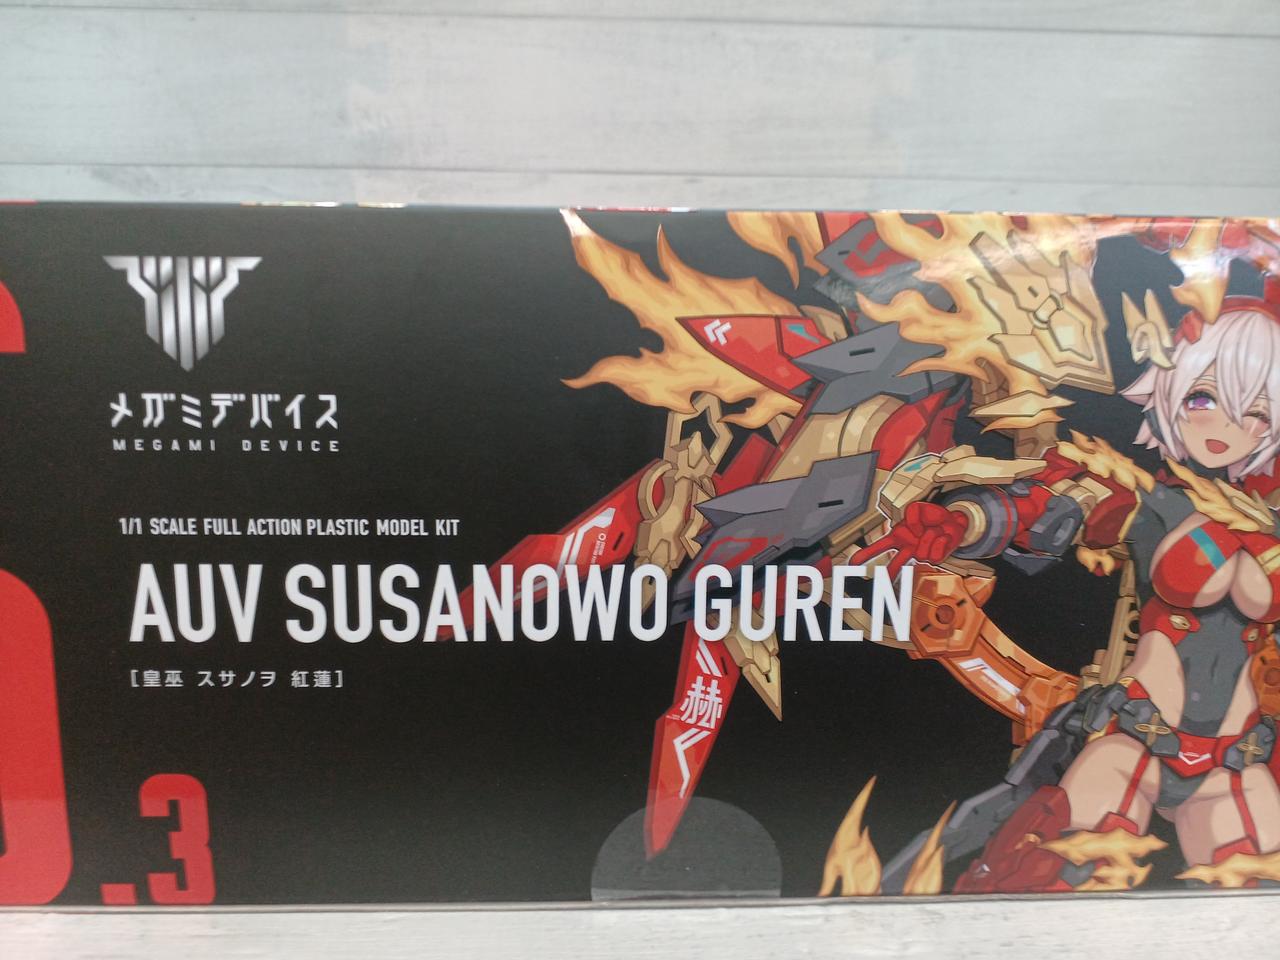 メガミデバイス
MEGAMI DEVICE
1/1 SCALE FULL ACTION PLASTIC MODEL KIT
AUV SUSANOWO GUREN
[皇巫 スサノヲ 紅蓮]
赫
.3